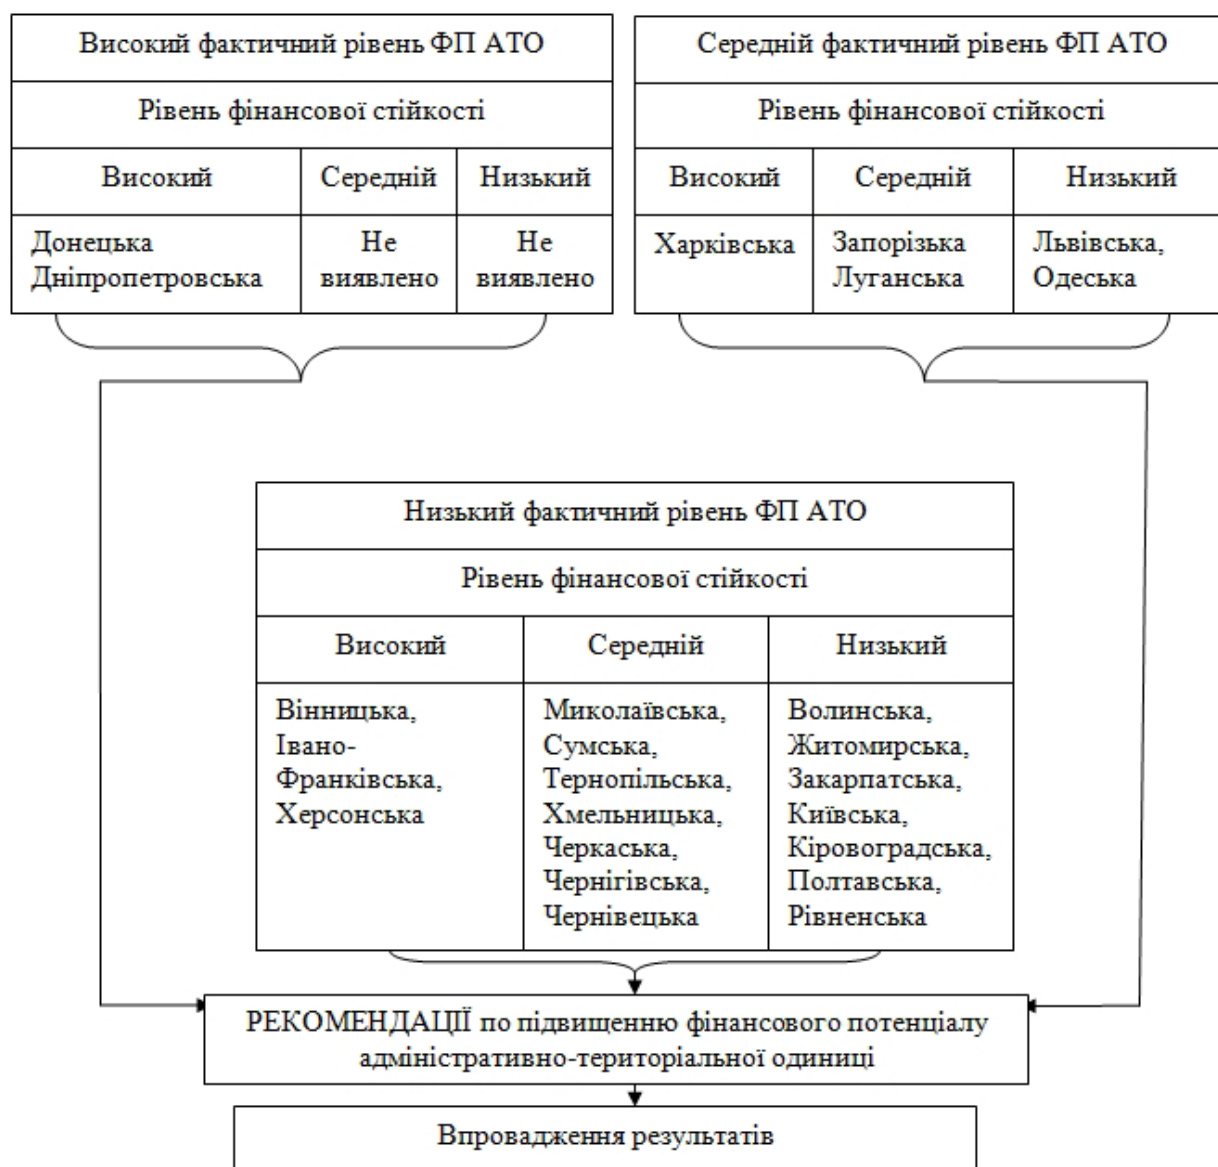 Високий фактичний рівень ФП АТО
Рівень фінансової стійкості
Високий
Середній
Низький
Донецька
Дніпропетровська
Не
виявлено
Не
виявлено
Середній фактичний рівень ФП АТО
Рівень фінансової стійкості
Високий
Середній
Низький
Харківська
Запорізька
Луганська
Львівська,
Одеська
Низький фактичний рівень ФП АТО
Рівень фінансової стійкості
Високий
Середній
Низький
Вінницька,
Івано-
Франківська,
Херсонська
Миколаївська,
Сумська,
Тернопільська,
Хмельницька,
Черкаська,
Чернігівська,
Чернівецька
Волинська,
Житомирська,
Закарпатська,
Київська,
Кіровоградська,
Полтавська,
Рівненська
РЕКОМЕНДАЦІЇ по підвищенню фінансового потенціалу
адміністративно-територіальної одиниці
Впровадження результатів